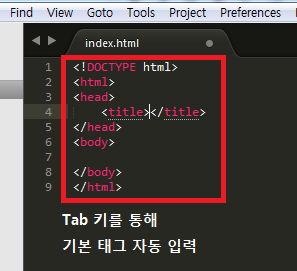 Find View Goto Tools Project Preferences
index.html
1 <!DOCTYPE html>
2 <html>
3 <head>
4 <title></title>
5 </head>
6 <body>
7
8 </body>
9 </html>
Tab 키를 통해
기본 태그 자동 입력